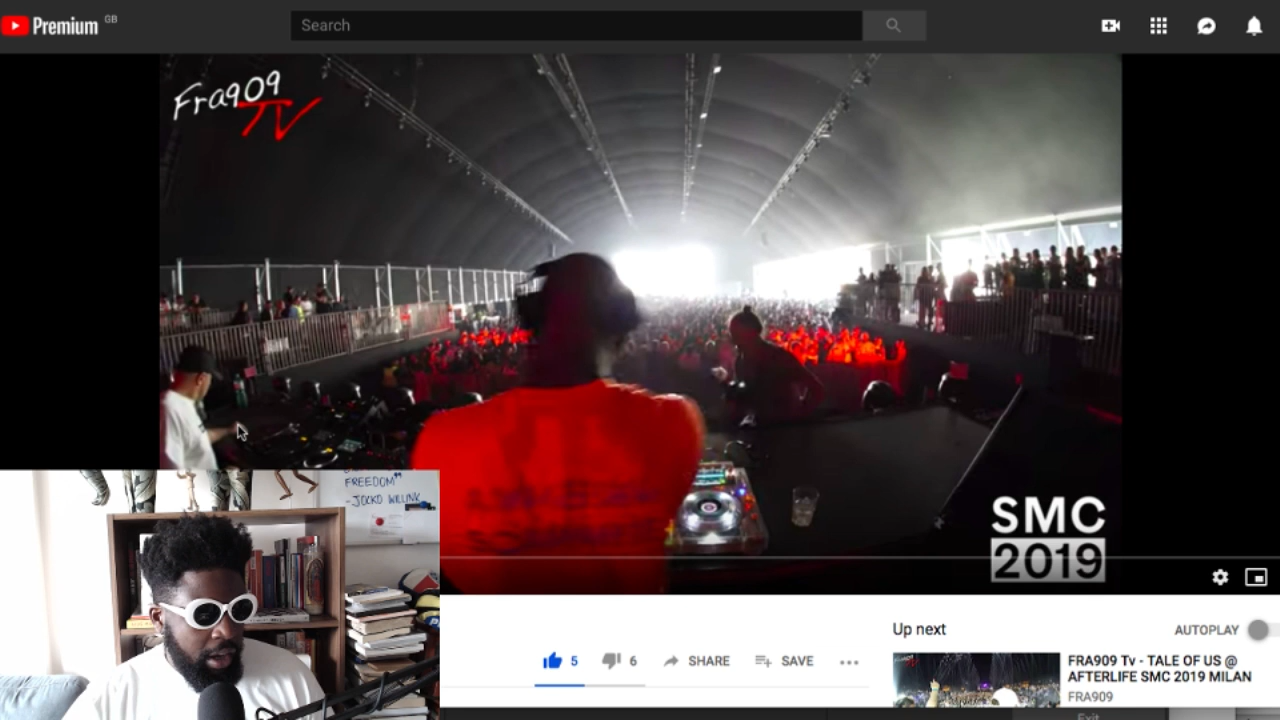 Premium GB
Search
Fra909
TV
SMC
2019
FREEDOM"
-JOCKO WILLINK
5
6
SHARE
SAVE
Up next
AUTOPLAY
FRA909 Tv - TALE OF US @
AFTERLIFE SMC 2019 MILAN
FRA909
Exit